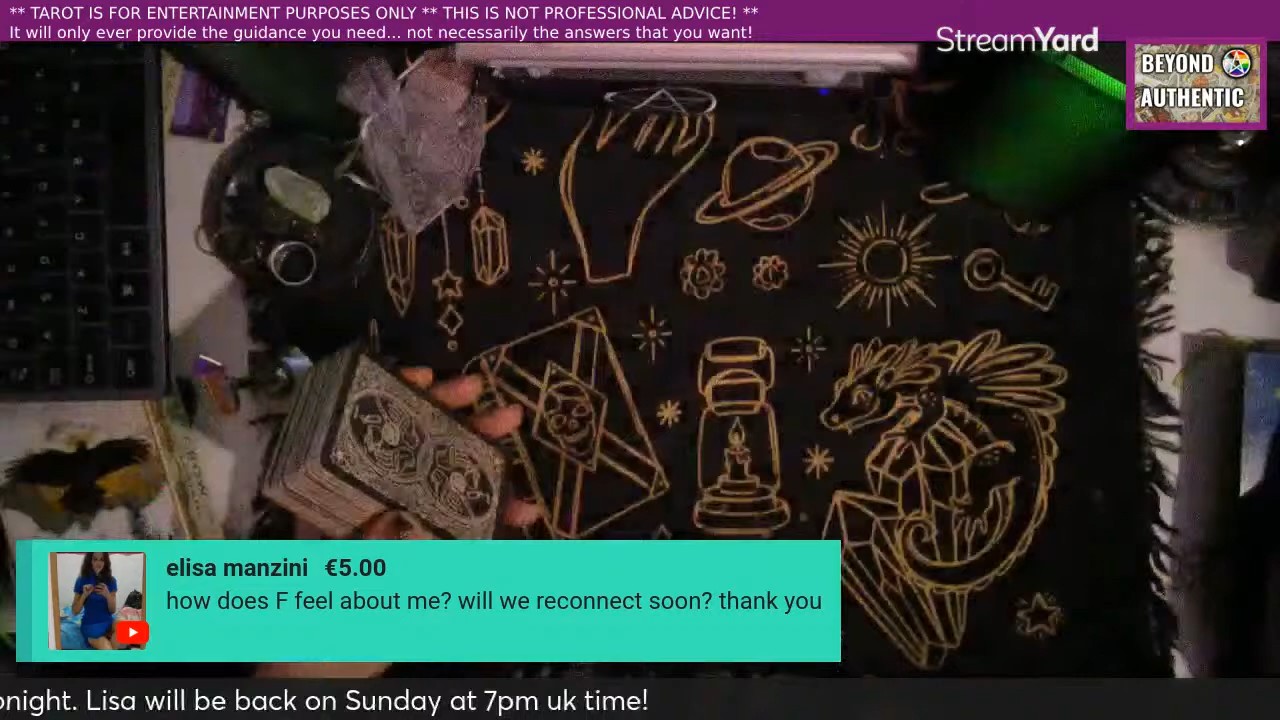 ** TAROT IS FOR ENTERTAINMENT PURPOSES ONLY ** THIS IS NOT PROFESSIONAL ADVICE! **
It will only ever provide the guidance you need... not necessarily the answers that you want!
StreamYard
BEYOND
AUTHENTIC
elisa manzini €5.00
how does F feel about me? will we reconnect soon? thank you
onight. Lisa will be back on Sunday at 7pm uk time!